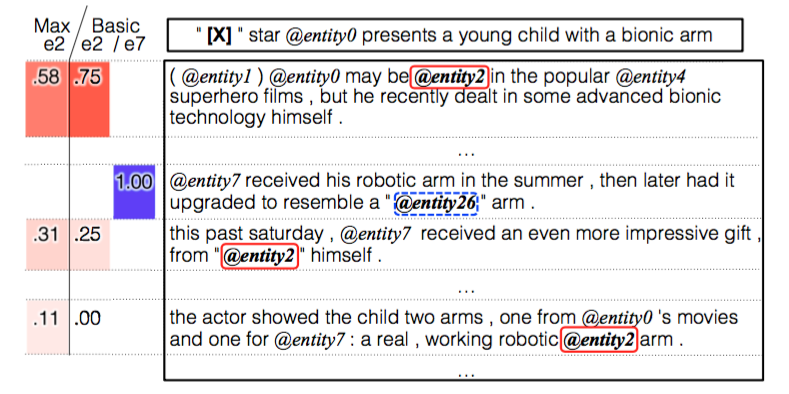 Max / Basic
e2 / e2 / e7
" [X] " star @entity0 presents a young child with a bionic arm
.58 .75
( @entity1 ) @entity0 may be @entity2 in the popular @entity4
superhero films , but he recently dealt in some advanced bionic
technology himself .
...
1.00
@entity7 received his robotic arm in the summer , then later had it
upgraded to resemble a " @entity26 " arm .
.31 .25
this past saturday , @entity7 received an even more impressive gift ,
from " @entity2 " himself .
...
.11 .00
the actor showed the child two arms , one from @entity0 's movies
and one for @entity7 : a real , working robotic @entity2 arm .
...